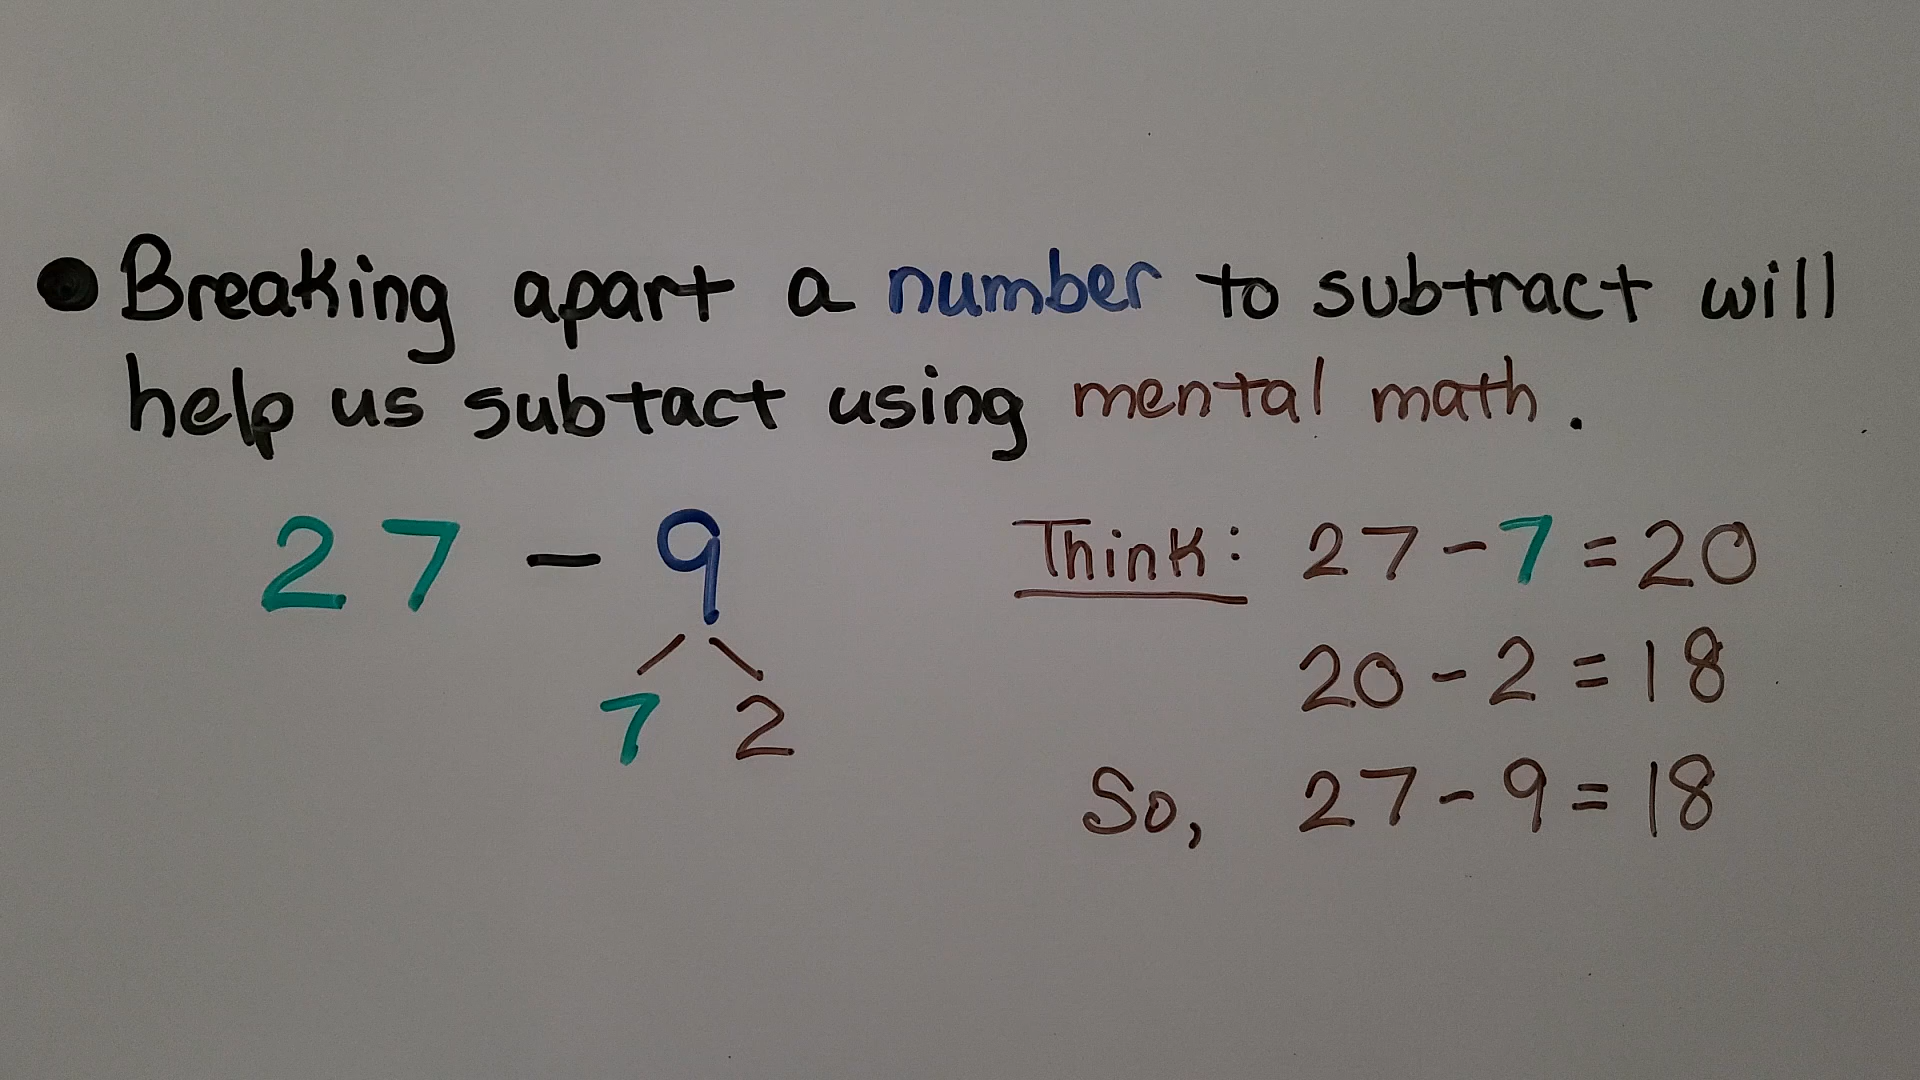 ● Breaking apart a number to subtract will
help us subtact using mental math.
27 - 9
7 2
Think: 27 - 7 = 20
20 - 2 = 18
So, 27 - 9 = 18